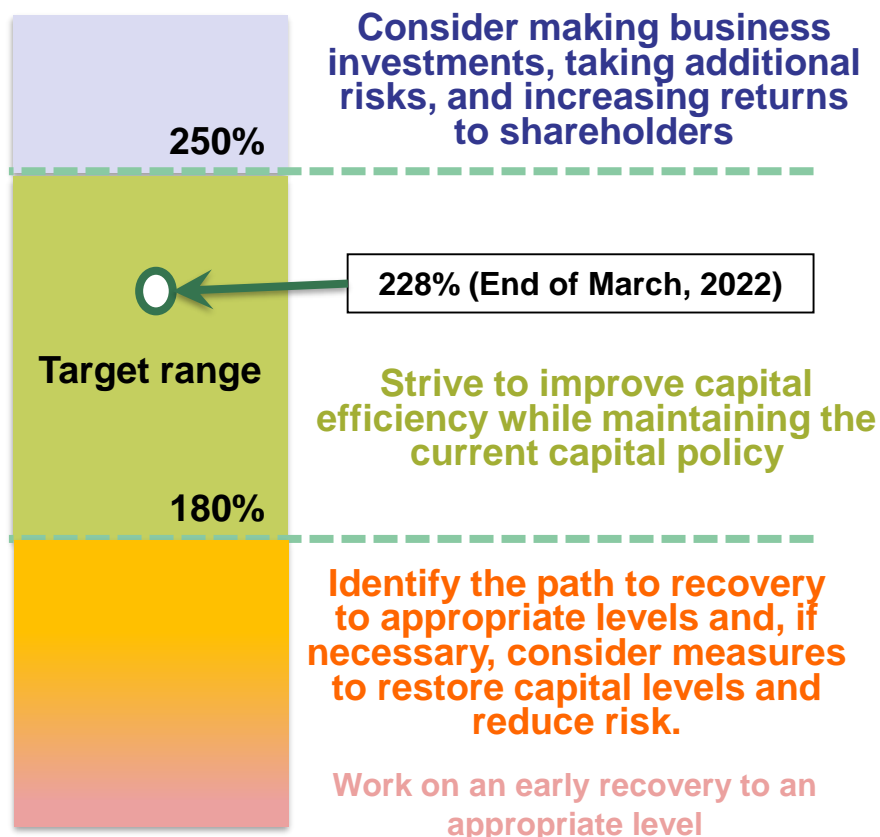 Consider making business
investments, taking additional
risks, and increasing returns
to shareholders
250%
228% (End of March, 2022)
Target range
Strive to improve capital
efficiency while maintaining the
current capital policy
180%
Identify the path to recovery
to appropriate levels and, if
necessary, consider measures
to restore capital levels and
reduce risk.
Work on an early recovery to an
appropriate level